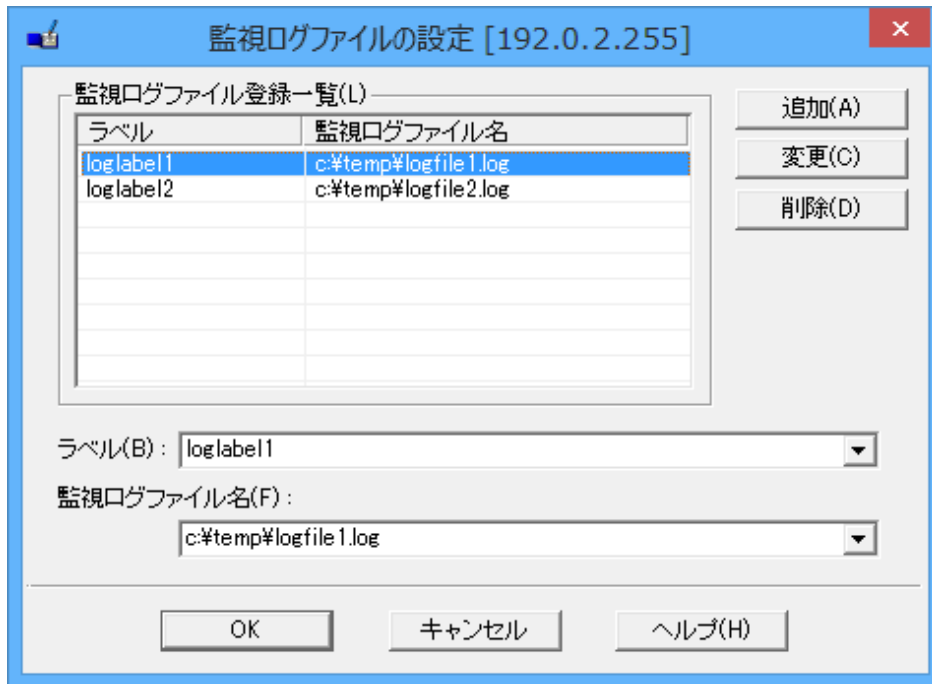 監視ログファイルの設定 [192.0.2.255]
監視ログファイル登録一覧(L)
ラベル 監視ログファイル名
loglabel1 c:¥temp¥logfile1.log
loglabel2 c:¥temp¥logfile2.log
追加(A)
変更(C)
削除(D)
ラベル(B) : loglabel1
監視ログファイル名(F) :
c:¥temp¥logfile1.log
OK キャンセル ヘルプ(H)